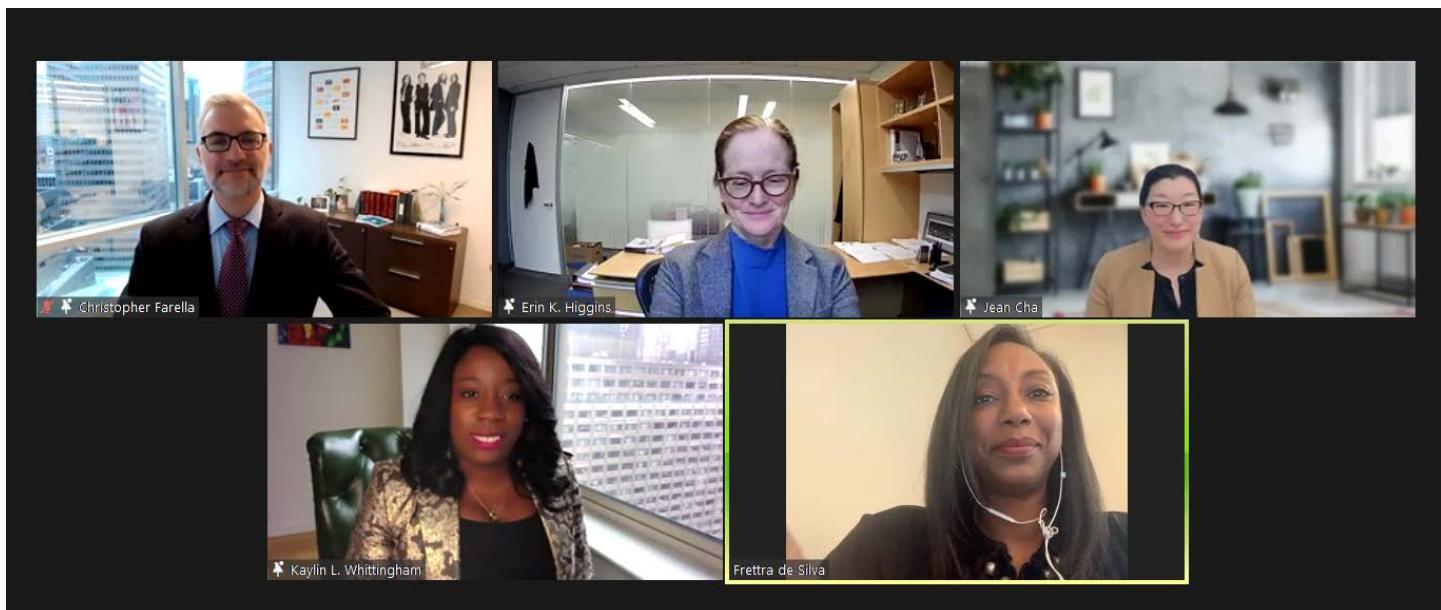 Christopher Farella
Erin K. Higgins
Jean Cha
Kaylin L. Whittingham
Frettra de Silva